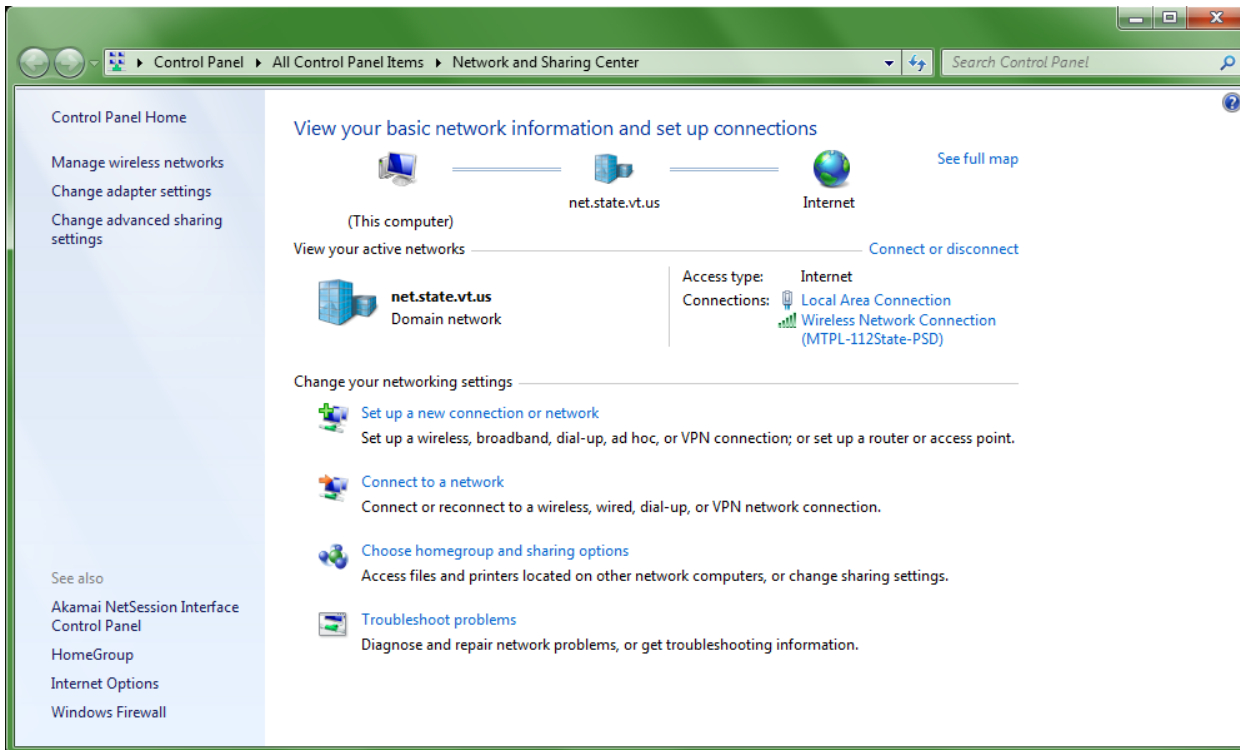 Control Panel ▸ All Control Panel Items ▸ Network and Sharing Center
Search Control Panel
Control Panel Home
Manage wireless networks
Change adapter settings
Change advanced sharing
settings
See also
Akamai NetSession Interface
Control Panel
HomeGroup
Internet Options
Windows Firewall
View your basic network information and set up connections
See full map
(This computer)
net.state.vt.us
Internet
View your active networks
Connect or disconnect
net.state.vt.us
Domain network
Access type: Internet
Connections: Local Area Connection
Wireless Network Connection
(MTPL-112State-PSD)
Change your networking settings
Set up a new connection or network
Set up a wireless, broadband, dial-up, ad hoc, or VPN connection; or set up a router or access point.
Connect to a network
Connect or reconnect to a wireless, wired, dial-up, or VPN network connection.
Choose homegroup and sharing options
Access files and printers located on other network computers, or change sharing settings.
Troubleshoot problems
Diagnose and repair network problems, or get troubleshooting information.